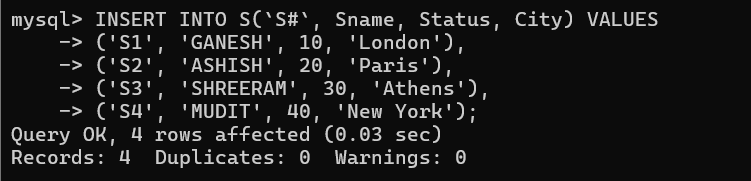 mysql> INSERT INTO S(`S#`, Sname, Status, City) VALUES
    -> ('S1', 'GANESH', 10, 'London'),
    -> ('S2', 'ASHISH', 20, 'Paris'),
    -> ('S3', 'SHREERAM', 30, 'Athens'),
    -> ('S4', 'MUDIT', 40, 'New York');
Query OK, 4 rows affected (0.03 sec)
Records: 4  Duplicates: 0  Warnings: 0